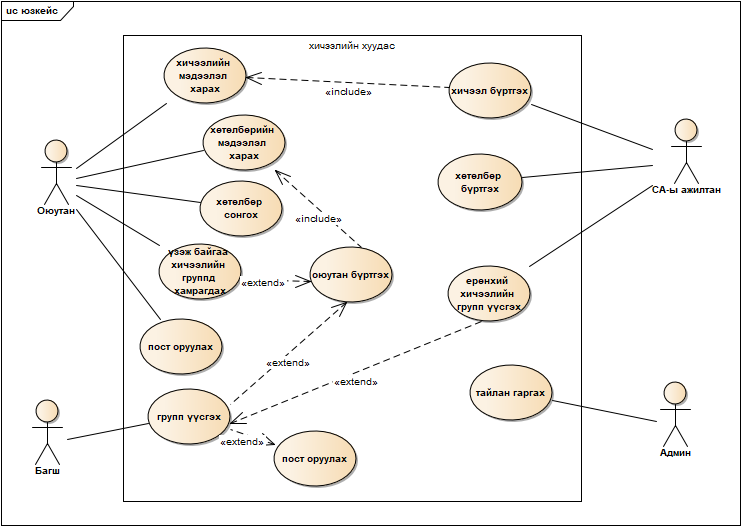 uc юзкейс
хичээлийн хуудас
хичээлийн
мэдээлэл
харах
хичээл бүртгэх
«include»
хөтөлбөрийн
мэдээлэл
харах
Оюутан
СА-ы ажилтан
хөтөлбөр
бүртгэх
хөтөлбөр
сонгох
«include»
үзэж байгаа
хичээлийн
группд
хамрагдах
«extend»
оюутан бүртгэх
ерөнхий
хичээлийн
групп үүсгэх
пост оруулах
«extend»
«extend»
тайлан гаргах
групп үүсгэх
«extend»
Багш
пост оруулах
Админ